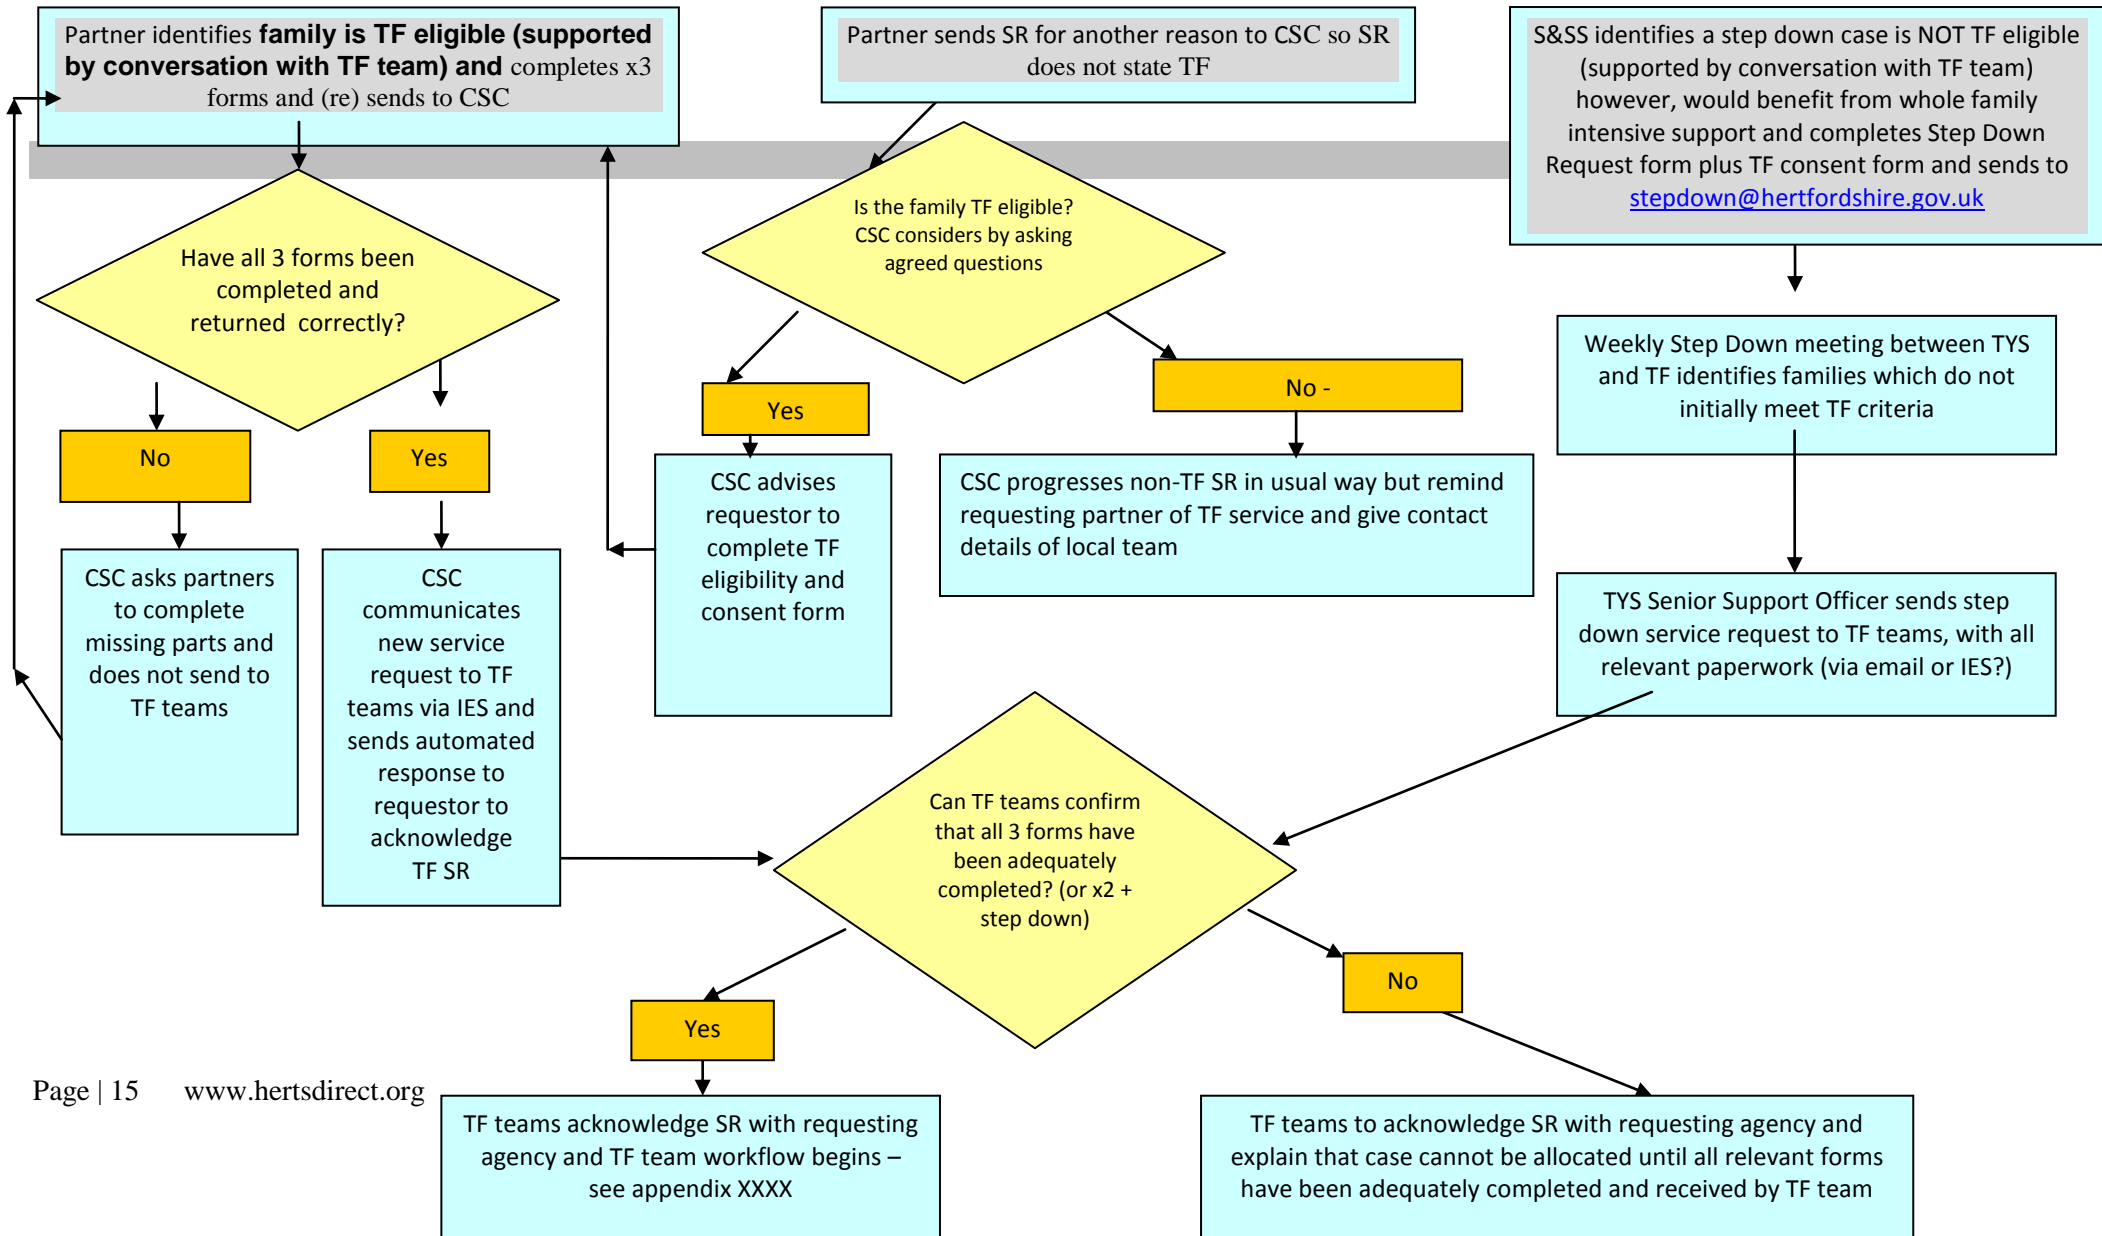 Partner identifies family is TF eligible (supported
by conversation with TF team) and completes x3
forms and (re) sends to CSC
Partner sends SR for another reason to CSC so SR
does not state TF
S&SS identifies a step down case is NOT TF eligible
(supported by conversation with TF team)
however, would benefit from whole family
intensive support and completes Step Down
Request form plus TF consent form and sends to
stepdown@hertfordshire.gov.uk
Have all 3 forms been
completed and
returned  correctly?
Is the family TF eligible?
CSC considers by asking
agreed questions
Weekly Step Down meeting between TYS
and TF identifies families which do not
initially meet TF criteria
No
Yes
Yes
No -
CSC asks partners
to complete
missing parts and
does not send to
TF teams
CSC
communicates
new service
request to TF
teams via IES and
sends automated
response to
requestor to
acknowledge
TF SR
CSC advises
requestor to
complete TF
eligibility and
consent form
CSC progresses non-TF SR in usual way but remind
requesting partner of TF service and give contact
details of local team
TYS Senior Support Officer sends step
down service request to TF teams, with all
relevant paperwork (via email or IES?)
Can TF teams confirm
that all 3 forms have
been adequately
completed? (or x2 +
step down)
Yes
No
TF teams acknowledge SR with requesting
agency and TF team workflow begins –
see appendix XXXX
TF teams to acknowledge SR with requesting agency and
explain that case cannot be allocated until all relevant forms
have been adequately completed and received by TF team
Page | 15 www.hertsdirect.org